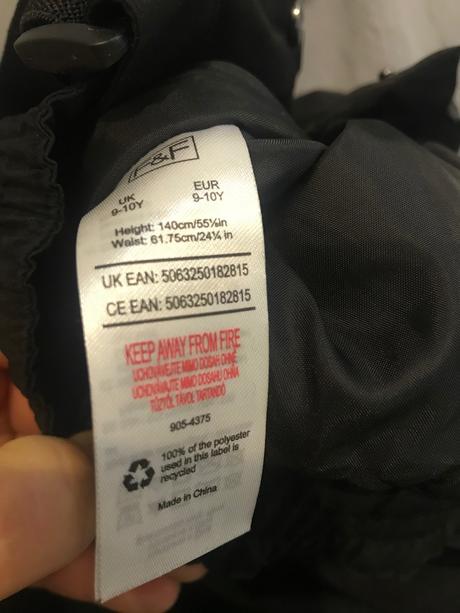 F&F
UK EUR
9-10Y 9-10Y
Height: 140cm/55⅛in
Waist: 61.75cm/24¼ in
UK EAN: 5063250182815
CE EAN: 5063250182815
KEEP AWAY FROM FIRE
UCHOVÁVEJTE MIMO DOSAH OHNĚ
UCHOVÁVAJTE MIMO DOSAHU OHŇA
TŰZTŐL TÁVOL TARTANDÓ
905-4375
100% of the polyester
used in this label is
recycled
Made in China